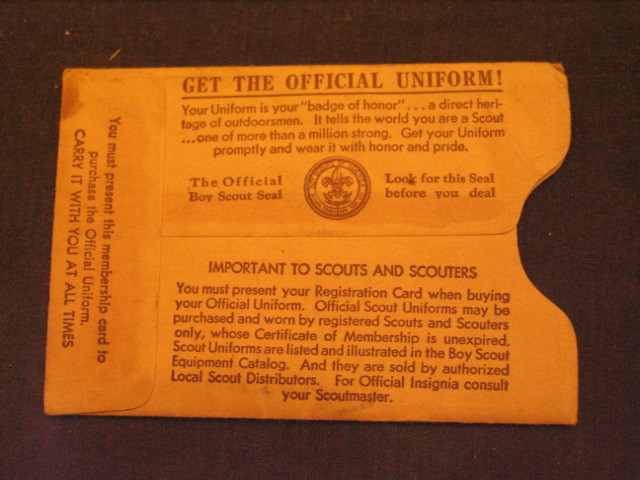 GET THE OFFICIAL UNIFORM!
Your Uniform is your "badge of honor" . . . a direct heri-
tage of outdoorsmen. It tells the world you are a Scout
. . . one of more than a million strong. Get your Uniform
promptly and wear it with honor and pride.
The Official
Boy Scout Seal
Look for this Seal
before you deal
IMPORTANT TO SCOUTS AND SCOUTERS
You must present your Registration Card when buying
your Official Uniform. Official Scout Uniforms may be
purchased and worn by registered Scouts and Scouters
only, whose Certificate of Membership is unexpired.
Scout Uniforms are listed and illustrated in the Boy Scout
Equipment Catalog. And they are sold by authorized
Local Scout Distributors. For Official Insignia consult
your Scoutmaster.
You must present this membership card to
purchase the Official Uniform.
CARRY IT WITH YOU AT ALL TIMES